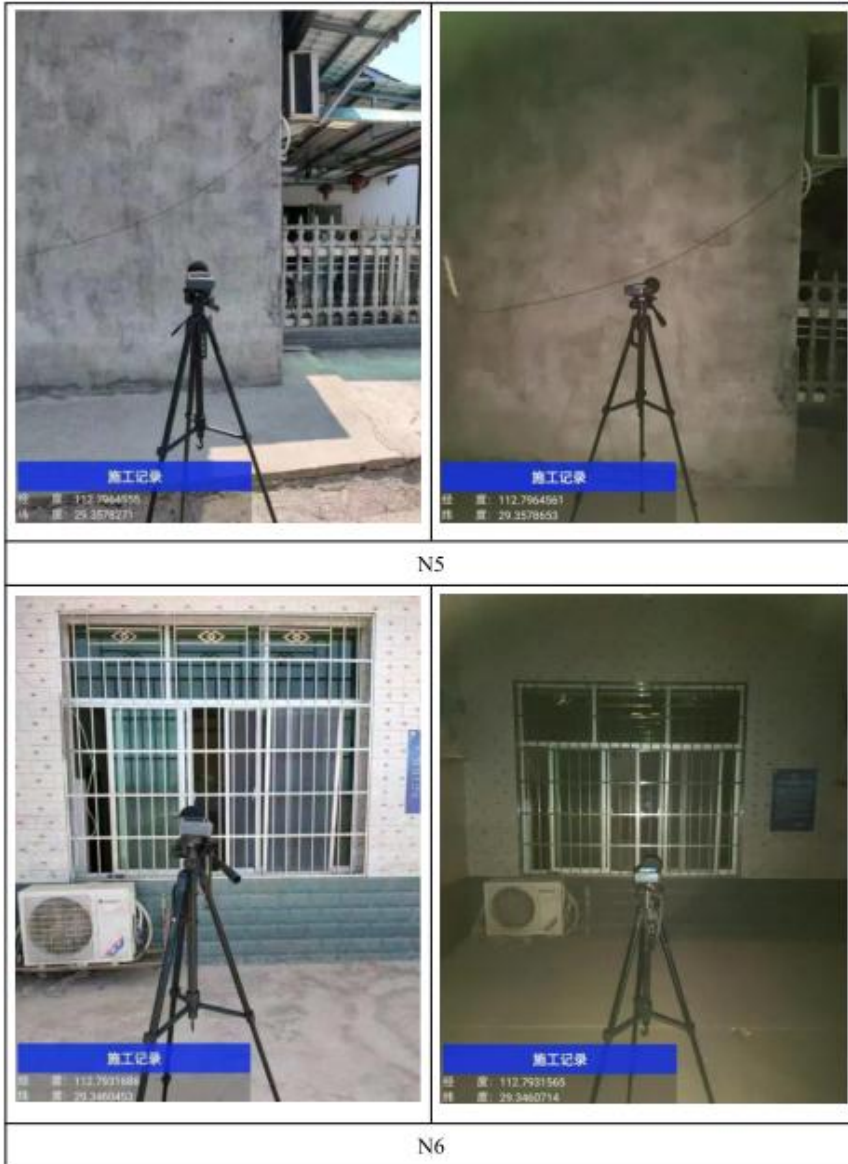 施工记录
经 度: 112.7964555
纬 度: 29.3578271
施工记录
经 度: 112.7964561
纬 度: 29.3578653
N5
施工记录
经 度: 112.7931688
纬 度: 29.3460453
施工记录
经 度: 112.7931565
纬 度: 29.3460714
N6